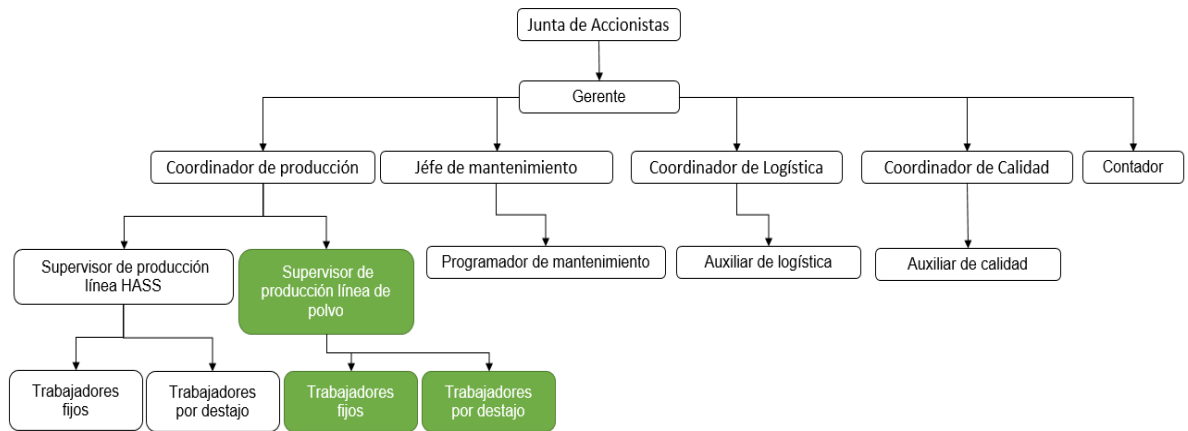 Junta de Accionistas
Gerente
Coordinador de producción
Jéfe de mantenimiento
Coordinador de Logística
Coordinador de Calidad
Contador
Supervisor de producción
línea HASS
Supervisor de
producción línea de
polvo
Programador de mantenimiento
Auxiliar de logística
Auxiliar de calidad
Trabajadores
fijos
Trabajadores
por destajo
Trabajadores
fijos
Trabajadores
por destajo